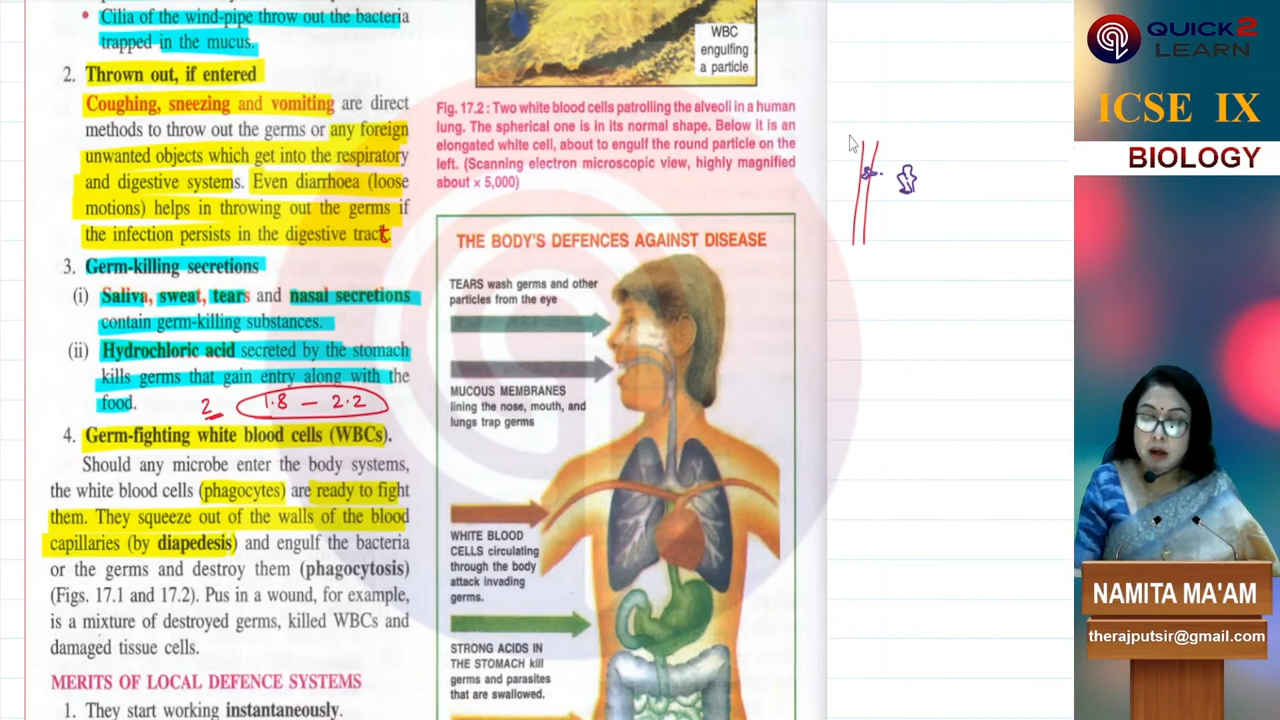 • Cilia of the wind-pipe throw out the bacteria
trapped in the mucus.
2. Thrown out, if entered
Coughing, sneezing and vomiting are direct
methods to throw out the germs or any foreign
unwanted objects which get into the respiratory
and digestive systems. Even diarrhoea (loose
motions) helps in throwing out the germs if
the infection persists in the digestive tract.
3. Germ-killing secretions
(i) Saliva, sweat, tears and nasal secretions
contain germ-killing substances.
(ii) Hydrochloric acid secreted by the stomach
kills germs that gain entry along with the
food.
2 1.8 – 2.2
4. Germ-fighting white blood cells (WBCs).
Should any microbe enter the body systems,
the white blood cells (phagocytes) are ready to fight
them. They squeeze out of the walls of the blood
capillaries (by diapedesis) and engulf the bacteria
or the germs and destroy them (phagocytosis)
(Figs. 17.1 and 17.2). Pus in a wound, for example,
is a mixture of destroyed germs, killed WBCs and
damaged tissue cells.
MERITS OF LOCAL DEFENCE SYSTEMS
1. They start working instantaneously.
WBC
engulfing
a particle
Fig. 17.2 : Two white blood cells patrolling the alveoli in a human
lung. The spherical one is in its normal shape. Below it is an
elongated white cell, about to engulf the round particle on the
left. (Scanning electron microscopic view, highly magnified
about × 5,000)
THE BODY'S DEFENCES AGAINST DISEASE
TEARS wash germs and other
particles from the eye
MUCOUS MEMBRANES
lining the nose, mouth, and
lungs trap germs
WHITE BLOOD
CELLS circulating
through the body
attack invading
germs.
STRONG ACIDS IN
THE STOMACH kill
germs and parasites
that are swallowed.
QUICK2
LEARN
ICSE IX
BIOLOGY
NAMITA MA'AM
therajputsir@gmail.com